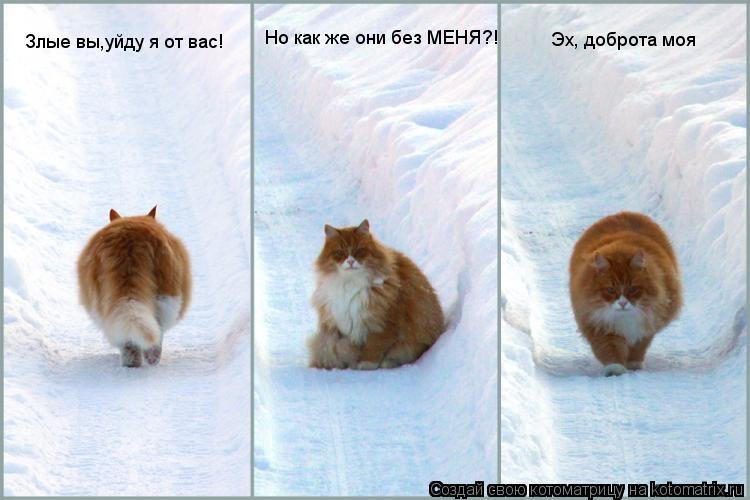 Злые вы,уйду я от вас!
Но как же они без МЕНЯ?!
Эх, доброта моя
Создай свою котоматрицу на kotomatrix.ru